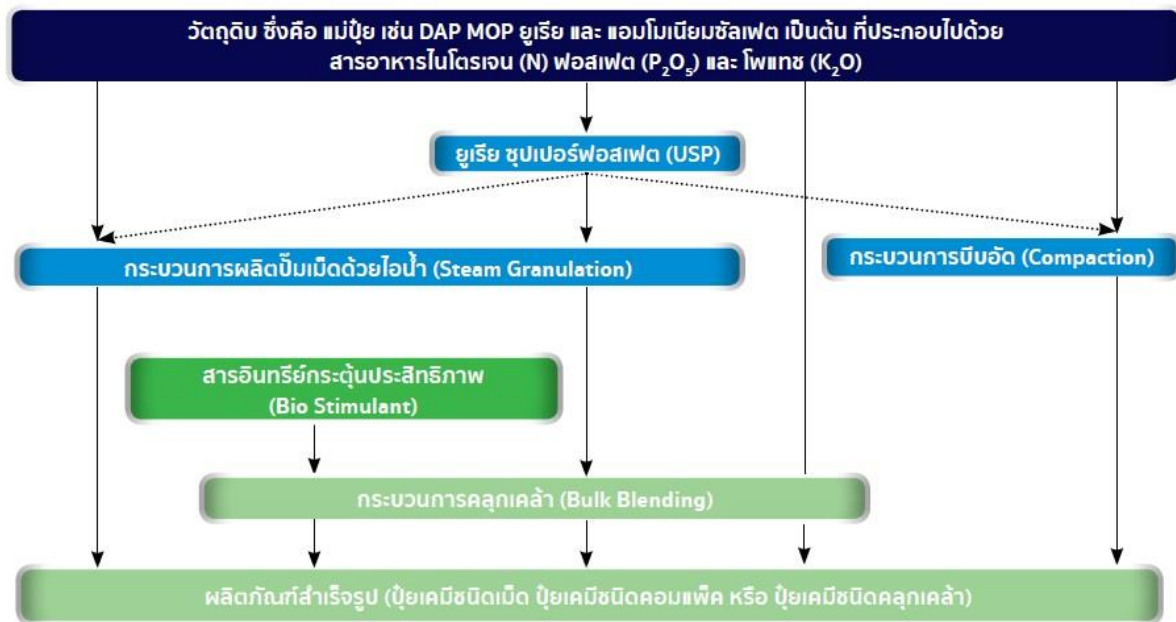 วัตถุดิบ ซึ่งคือ แม่ปุ๋ย เช่น DAP MOP ยูเรีย และ แอมโมเนียมซัลเฟต เป็นต้น ที่ประกอบไปด้วย
สารอาหารไนโตรเจน (N) ฟอสเฟต (P₂O₅) และ โพแทช (K₂O)
ยูเรีย ซุปเปอร์ฟอสเฟต (USP)
กระบวนการผลิตปั๊มเม็ดด้วยไอน้ำ (Steam Granulation)
กระบวนการบีบอัด (Compaction)
สารอินทรีย์กระตุ้นประสิทธิภาพ
(Bio Stimulant)
กระบวนการคลุกเคล้า (Bulk Blending)
ผลิตภัณฑ์สำเร็จรูป (ปุ๋ยเคมีชนิดเม็ด ปุ๋ยเคมีชนิดคอมแพ็ค หรือ ปุ๋ยเคมีชนิดคลุกเคล้า)